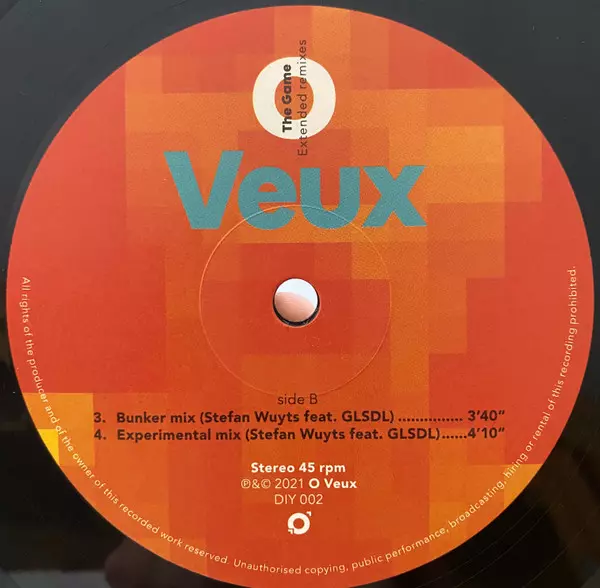 The Game
Extended remixes
O
Veux
side B
3. Bunker mix (Stefan Wuyts feat. GLSDL) .............. 3'40"
4. Experimental mix (Stefan Wuyts feat. GLSDL)......4'10"
Stereo 45 rpm
℗&© 2021 O Veux
DIY 002
All rights of the producer and of the owner of this recorded work reserved. Unauthorised copying, public performance, broadcasting, hiring or rental of this recording prohibited.